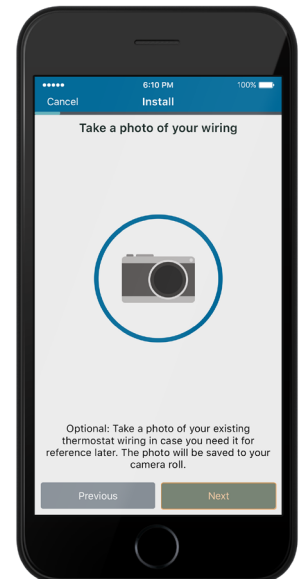 6:10 PM
100%
Cancel
Install
Take a photo of your wiring
Optional: Take a photo of your existing
thermostat wiring in case you need it for
reference later. The photo will be saved to your
camera roll.
Previous
Next